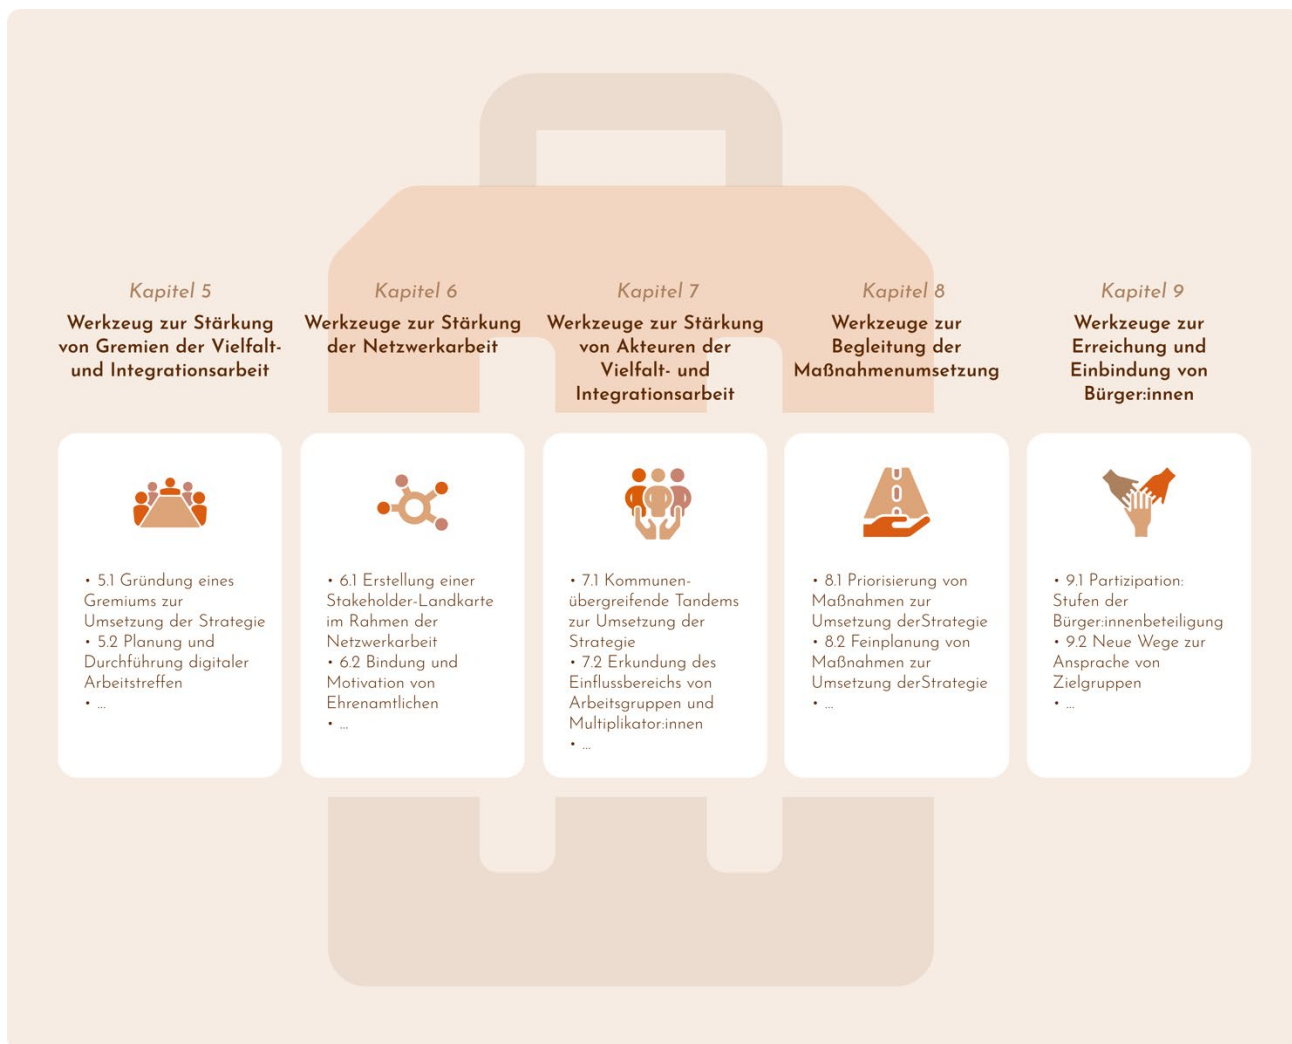 Kapitel 5
Werkzeug zur Stärkung
von Gremien der Vielfalt-
und Integrationsarbeit
• 5.1 Gründung eines
Gremiums zur
Umsetzung der Strategie
• 5.2 Planung und
Durchführung digitaler
Arbeitstreffen
• ...
Kapitel 6
Werkzeuge zur Stärkung
der Netzwerkarbeit
• 6.1 Erstellung einer
Stakeholder-Landkarte
im Rahmen der
Netzwerkarbeit
• 6.2 Bindung und
Motivation von
Ehrenamtlichen
• ...
Kapitel 7
Werkzeuge zur Stärkung
von Akteuren der
Vielfalt- und
Integrationsarbeit
• 7.1 Kommunen-
übergreifende Tandems
zur Umsetzung der
Strategie
• 7.2 Erkundung des
Einflussbereichs von
Arbeitsgruppen und
Multiplikator:innen
• ...
Kapitel 8
Werkzeuge zur
Begleitung der
Maßnahmenumsetzung
• 8.1 Priorisierung von
Maßnahmen zur
Umsetzung derStrategie
• 8.2 Feinplanung von
Maßnahmen zur
Umsetzung derStrategie
• ...
Kapitel 9
Werkzeuge zur
Erreichung und
Einbindung von
Bürger:innen
• 9.1 Partizipation:
Stufen der
Bürger:innenbeteiligung
• 9.2 Neue Wege zur
Ansprache von
Zielgruppen
• ...